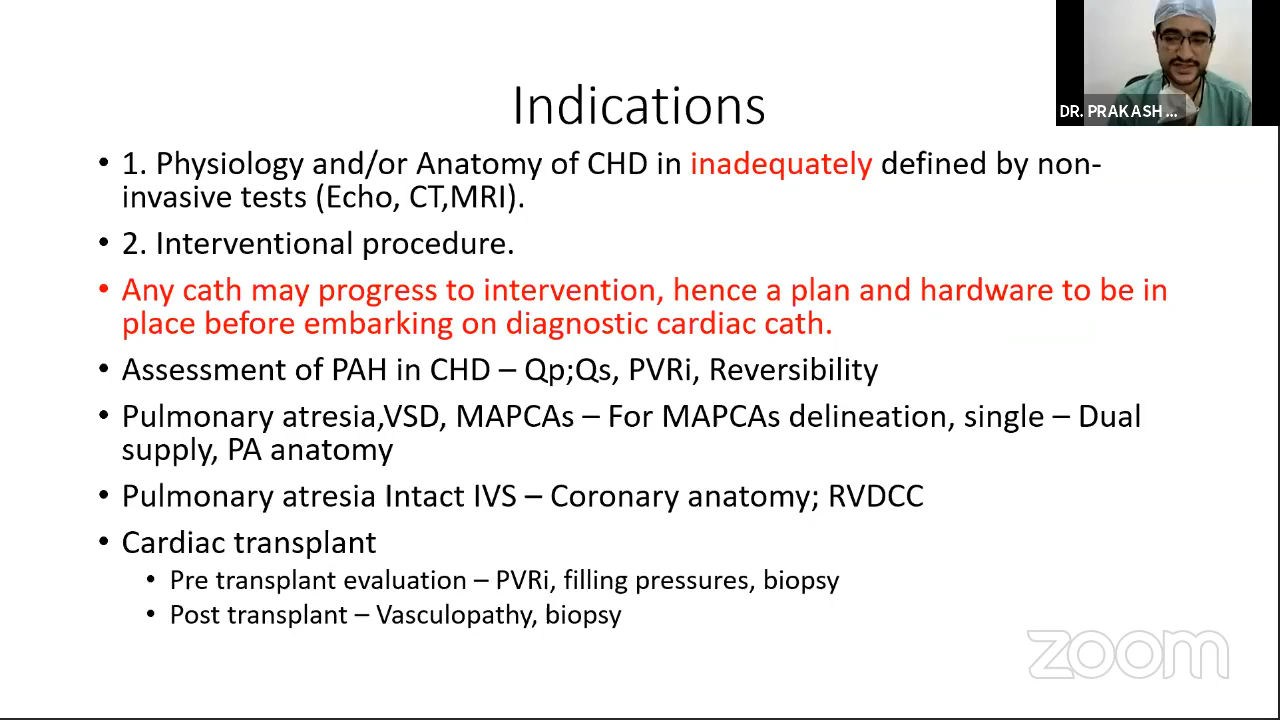 Indications
DR. PRAKASH ...
• 1. Physiology and/or Anatomy of CHD in inadequately defined by non-
invasive tests (Echo, CT,MRI).
• 2. Interventional procedure.
• Any cath may progress to intervention, hence a plan and hardware to be in
place before embarking on diagnostic cardiac cath.
• Assessment of PAH in CHD – Qp;Qs, PVRi, Reversibility
• Pulmonary atresia,VSD, MAPCAs – For MAPCAs delineation, single – Dual
supply, PA anatomy
• Pulmonary atresia Intact IVS – Coronary anatomy; RVDCC
• Cardiac transplant
• Pre transplant evaluation – PVRi, filling pressures, biopsy
• Post transplant – Vasculopathy, biopsy
zoom